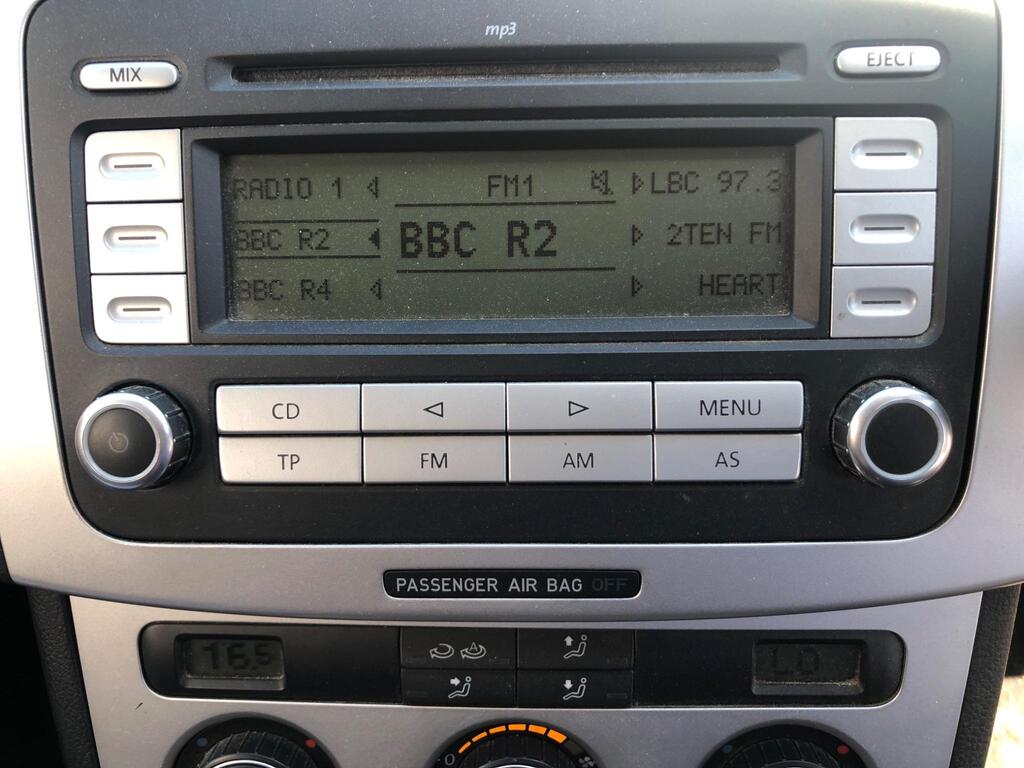 mp3
MIX
EJECT
RADIO 1 FM1 LBC 97.3
BBC R2 BBC R2 2TEN FM
BBC R4 HEART
CD MENU
TP FM AM AS
PASSENGER AIR BAG OFF
16.5 LO
A
0